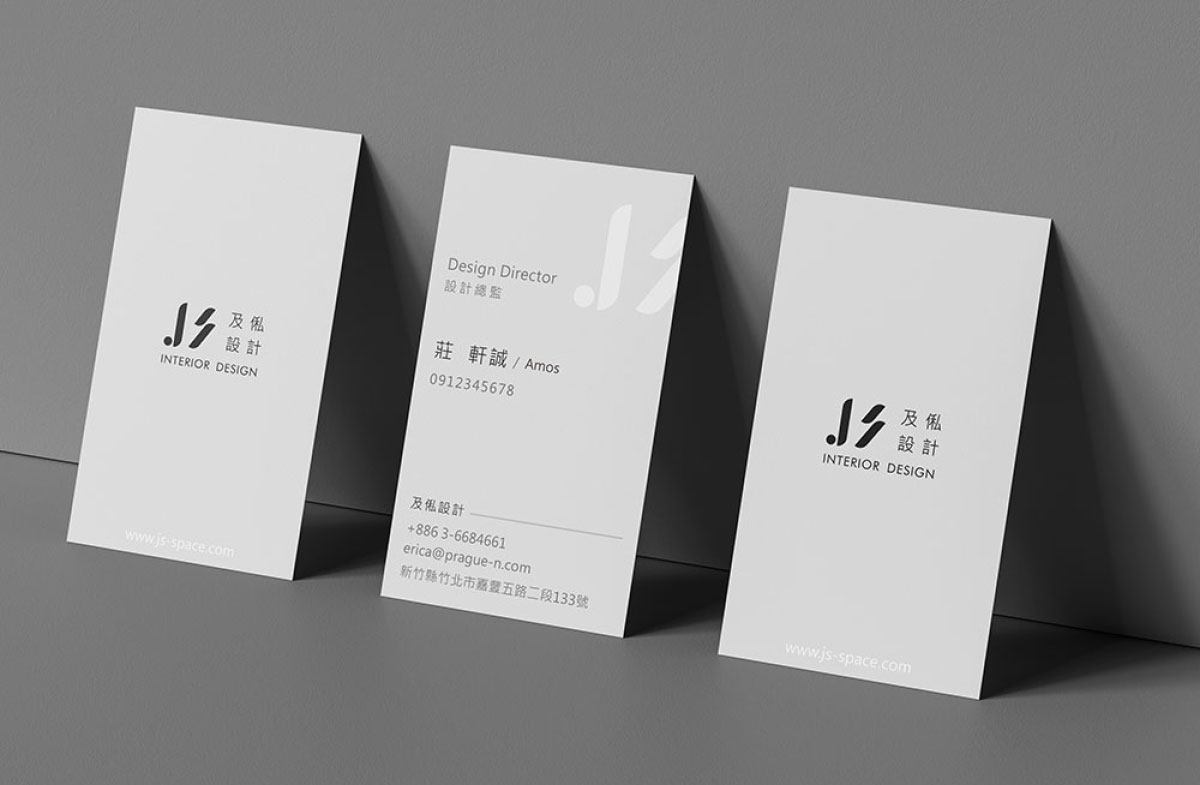 JS
及俬
設計
INTERIOR DESIGN
www.js-space.com
JS
Design Director
設計總監
莊 軒誠 / Amos
0912345678
及俬設計
+886 3-6684661
erica@prague-n.com
新竹縣竹北市嘉豐五路二段133號
JS
及俬
設計
INTERIOR DESIGN
www.js-space.com